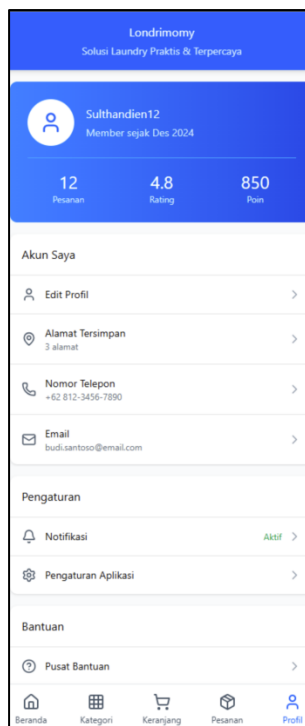 Londrimomy
Solusi Laundry Praktis & Terpercaya
Sulthandien12
Member sejak Des 2024
12
Pesanan
4.8
Rating
850
Poin
Akun Saya
Edit Profil
Alamat Tersimpan
3 alamat
Nomor Telepon
+62 812-3456-7890
Email
budi.santoso@email.com
Pengaturan
Notifikasi
Aktif
Pengaturan Aplikasi
Bantuan
Pusat Bantuan
Beranda
Kategori
Keranjang
Pesanan
Profil